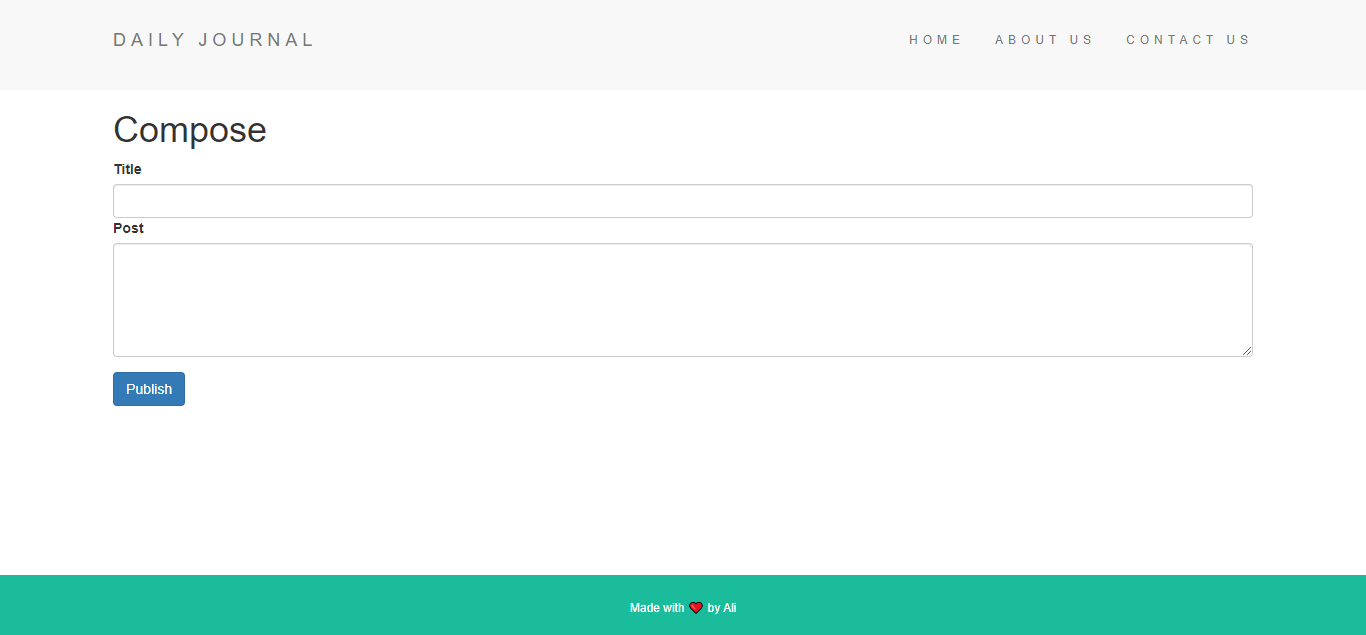 DAILY JOURNAL
HOME ABOUT US CONTACT US
Compose
Title
Post
Publish
Made with ❤ by Ali